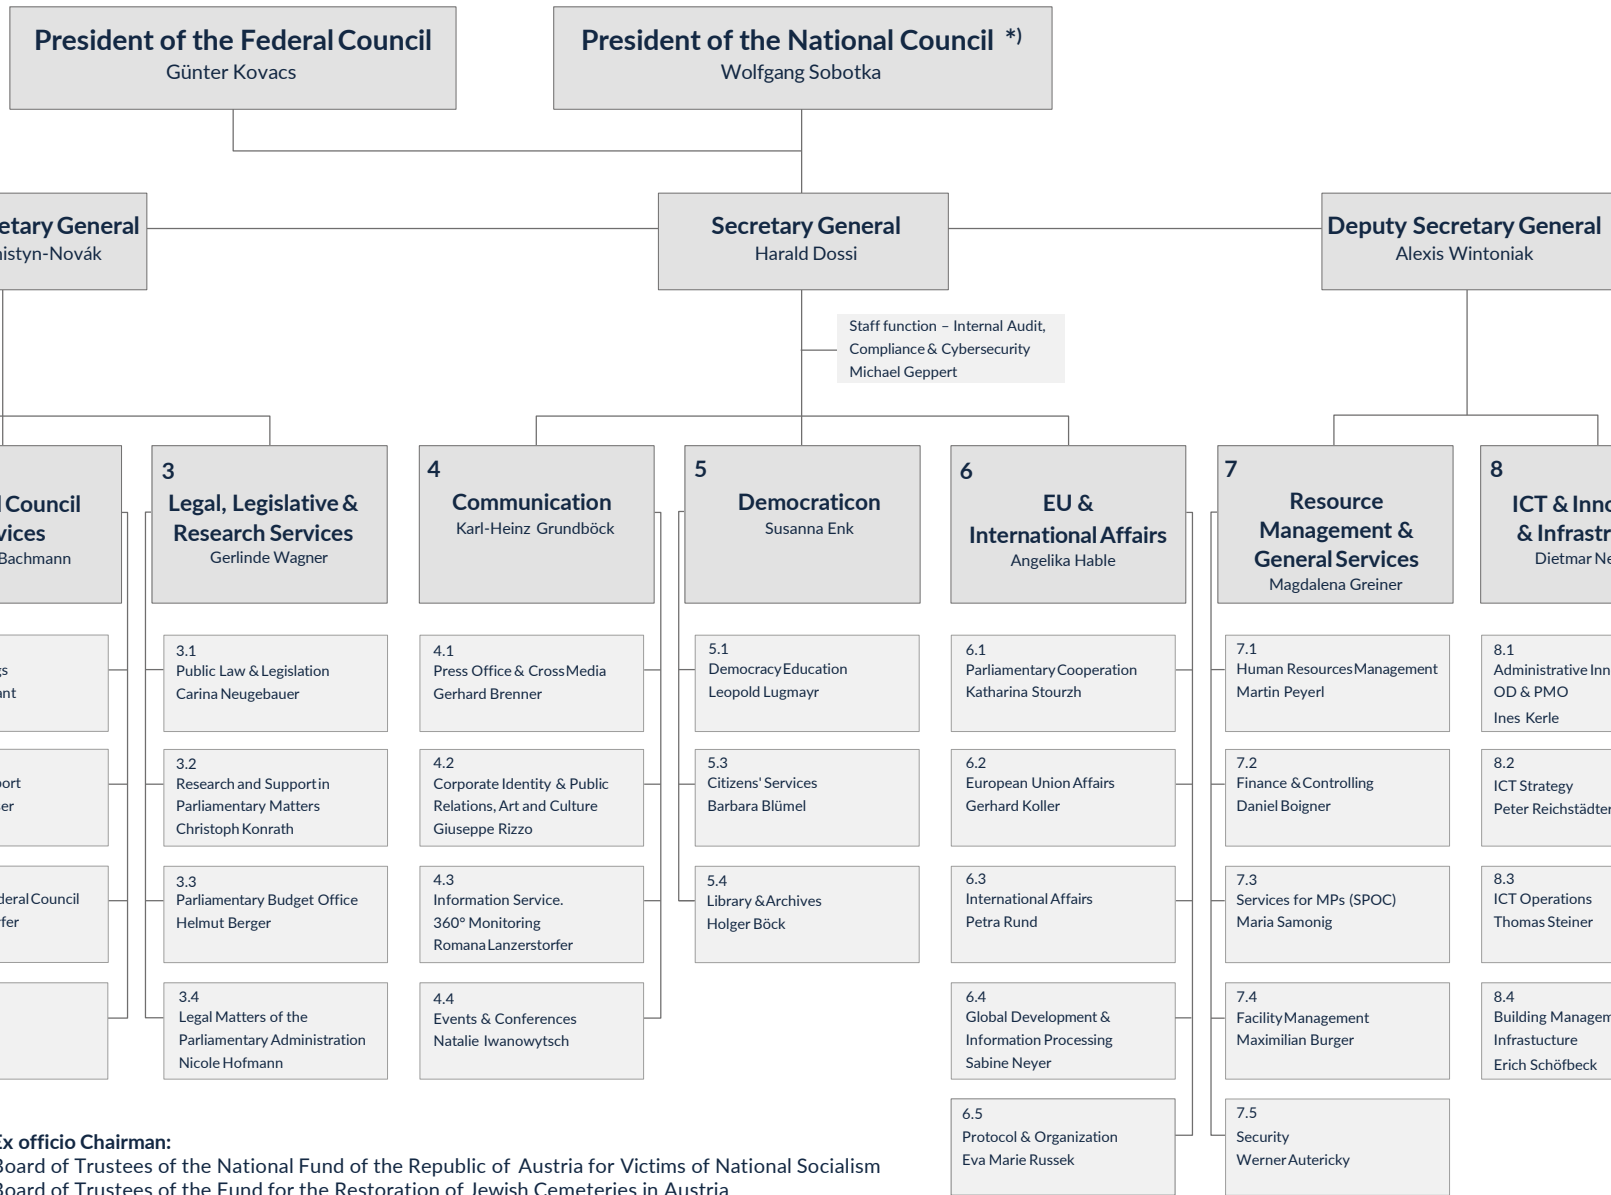 President of the Federal Council
Günter Kovacs
President of the National Council *)
Wolfgang Sobotka
General
Secretary General
Harald Dossi
Deputy Secretary General
Alexis Wintoniak
Staff function – Internal Audit,
Compliance & Cybersecurity
Michael Geppert
Council
Bachmann
3
Legal, Legislative &
Research Services
Gerlinde Wagner
4
Communication
Karl-Heinz Grundböck
5
Democraticon
Susanna Enk
6
EU &
International Affairs
Angelika Hable
7
Resource
Management &
General Services
Magdalena Greiner
8
ICT &
&
Dietmar
Council
3.1
Public Law & Legislation
Carina Neugebauer
3.2
Research and Support in
Parliamentary Matters
Christoph Konrath
3.3
Parliamentary Budget Office
Helmut Berger
3.4
Legal Matters of the
Parliamentary Administration
Nicole Hofmann
4.1
Press Office & Cross Media
Gerhard Brenner
4.2
Corporate Identity & Public
Relations, Art and Culture
Giuseppe Rizzo
4.3
Information Service.
360° Monitoring
Romana Lanzerstorfer
4.4
Events & Conferences
Natalie Iwanowytsch
5.1
Democracy Education
Leopold Lugmayr
5.3
Citizens' Services
Barbara Blümel
5.4
Library & Archives
Holger Böck
6.1
Parliamentary Cooperation
Katharina Stourzh
6.2
European Union Affairs
Gerhard Koller
6.3
International Affairs
Petra Rund
6.4
Global Development &
Information Processing
Sabine Neyer
6.5
Protocol & Organization
Eva Marie Russek
7.1
Human Resources Management
Martin Peyerl
7.2
Finance & Controlling
Daniel Boigner
7.3
Services for MPs (SPOC)
Maria Samonig
7.4
Facility Management
Maximilian Burger
7.5
Security
Werner Autericky
8.1
Administrative
OD & PMO
Ines Kerle
8.2
ICT Strategy
Peter Reichstädter
8.3
ICT Operations
Thomas Steiner
8.4
Building
Infrastucture
Erich Schöfbeck
Ex officio Chairman:
Board of Trustees of the National Fund of the Republic of Austria for Victims of National Socialism
Board of Trustees of the Fund for the Restoration of Jewish Cemeteries in Austria